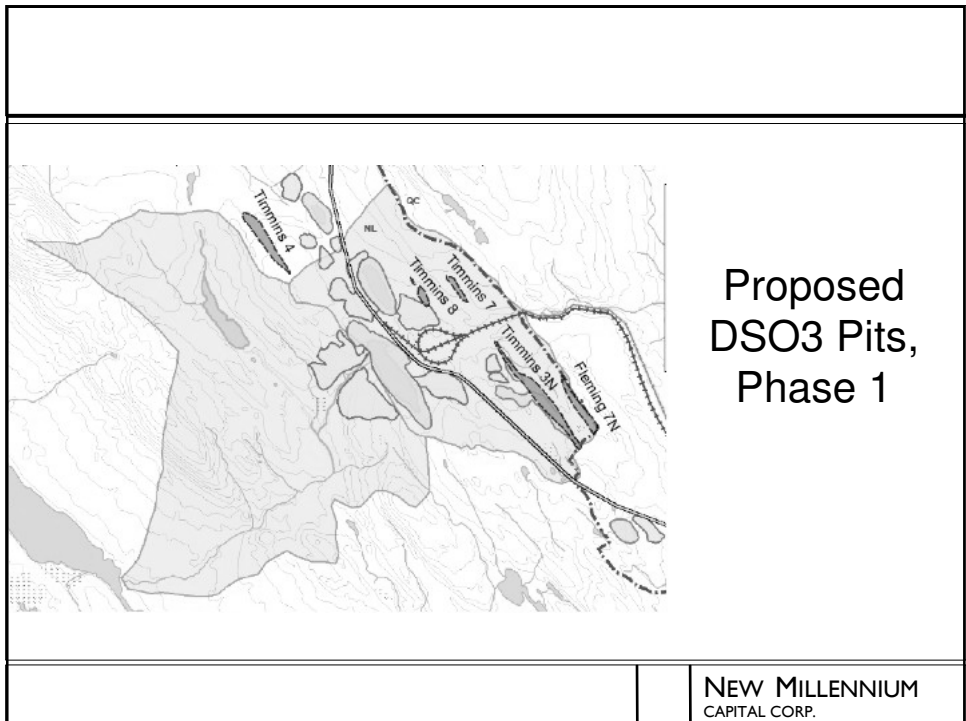 Timmins 4
QC
NL
Timmins 7
Timmins 8
Timmins 3N
Fleming 7N
Proposed
DSO3 Pits,
Phase 1
NEW MILLENNIUM
CAPITAL CORP.